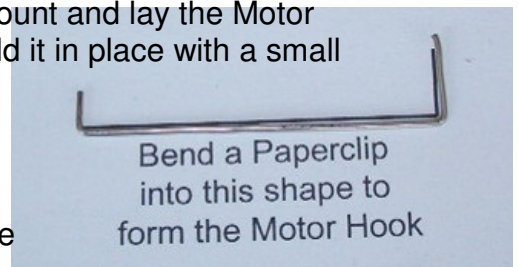 ount and lay the Motor
d it in place with a small
Bend a Paperclip
into this shape to
form the Motor Hook
e